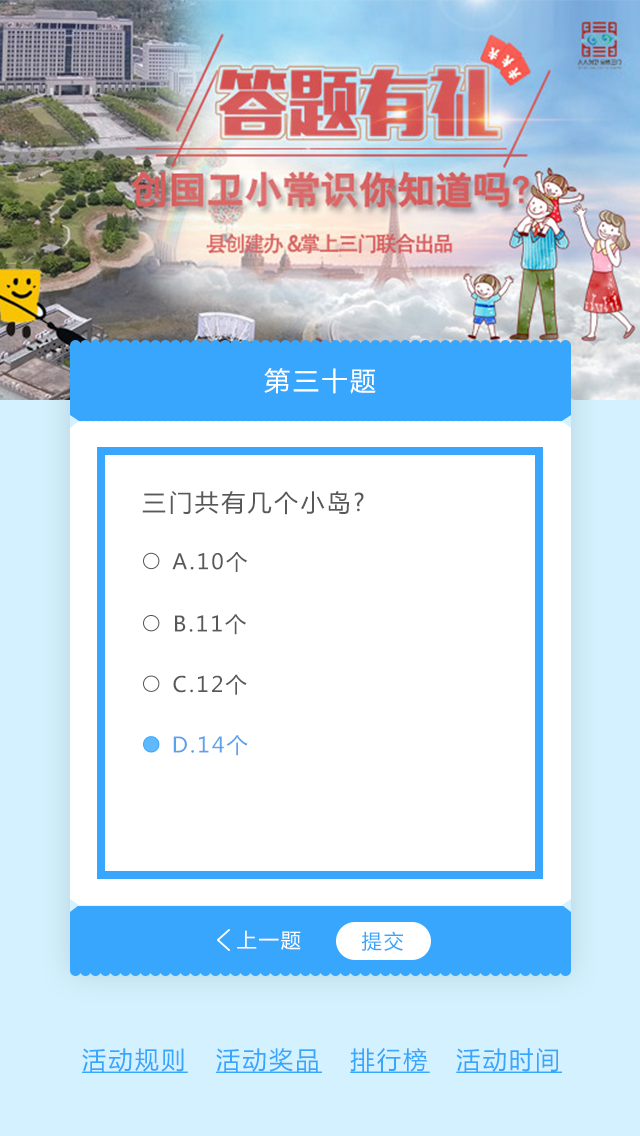 答题有礼
创国卫小常识你知道吗?
县创建办 &掌上三门联合出品
第三十题
三门共有几个小岛?
A.10个
B.11个
C.12个
D.14个
上一题
提交
活动规则 活动奖品 排行榜 活动时间